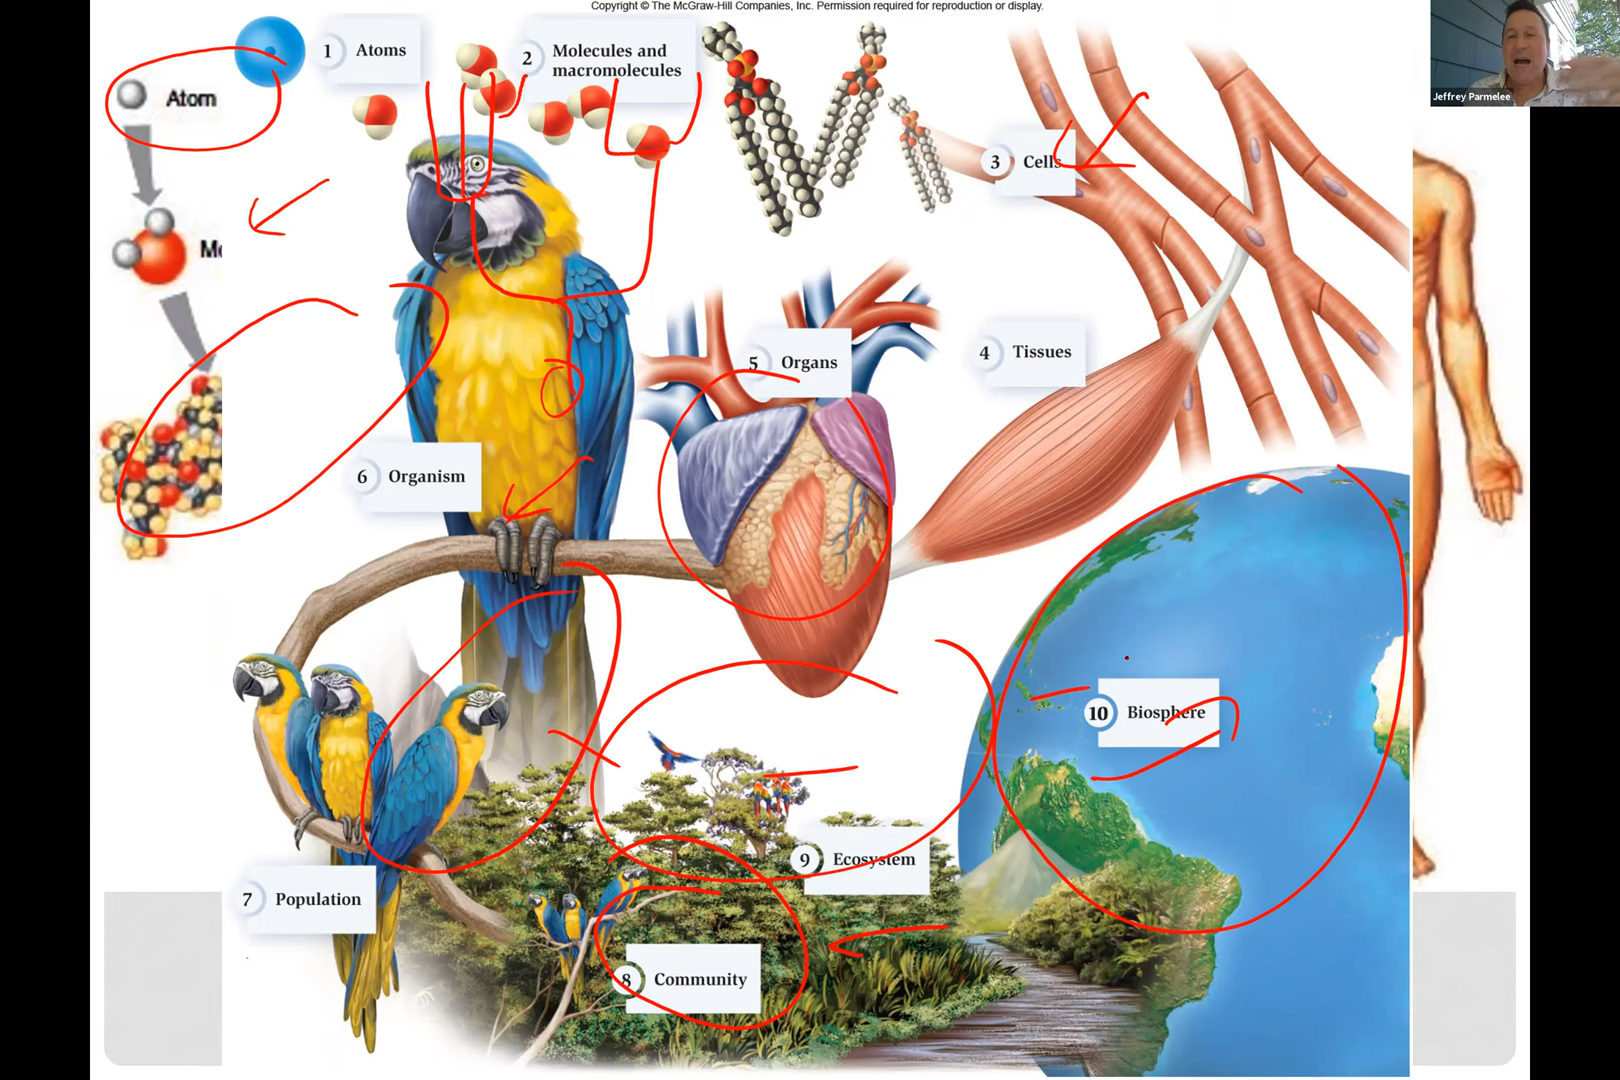 Copyright © The McGraw-Hill Companies, Inc. Permission required for reproduction or display.
Jeffrey Parmelee
1 Atoms
2 Molecules and
macromolecules
Atom
3 Cells
4 Tissues
5 Organs
6 Organism
10 Biosphere
9 Ecosystem
7 Population
8 Community